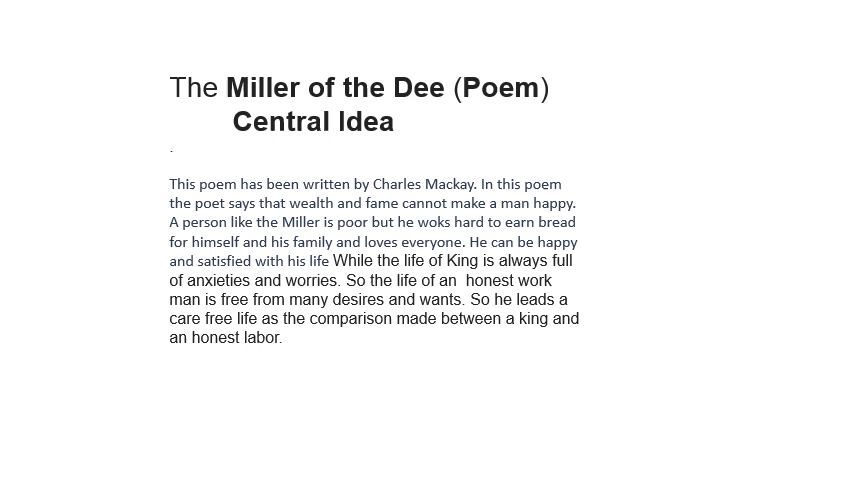 The Miller of the Dee (Poem)
Central Idea
.
This poem has been written by Charles Mackay. In this poem
the poet says that wealth and fame cannot make a man happy.
A person like the Miller is poor but he woks hard to earn bread
for himself and his family and loves everyone. He can be happy
and satisfied with his life While the life of King is always full
of anxieties and worries. So the life of an  honest work
man is free from many desires and wants. So he leads a
care free life as the comparison made between a king and
an honest labor.